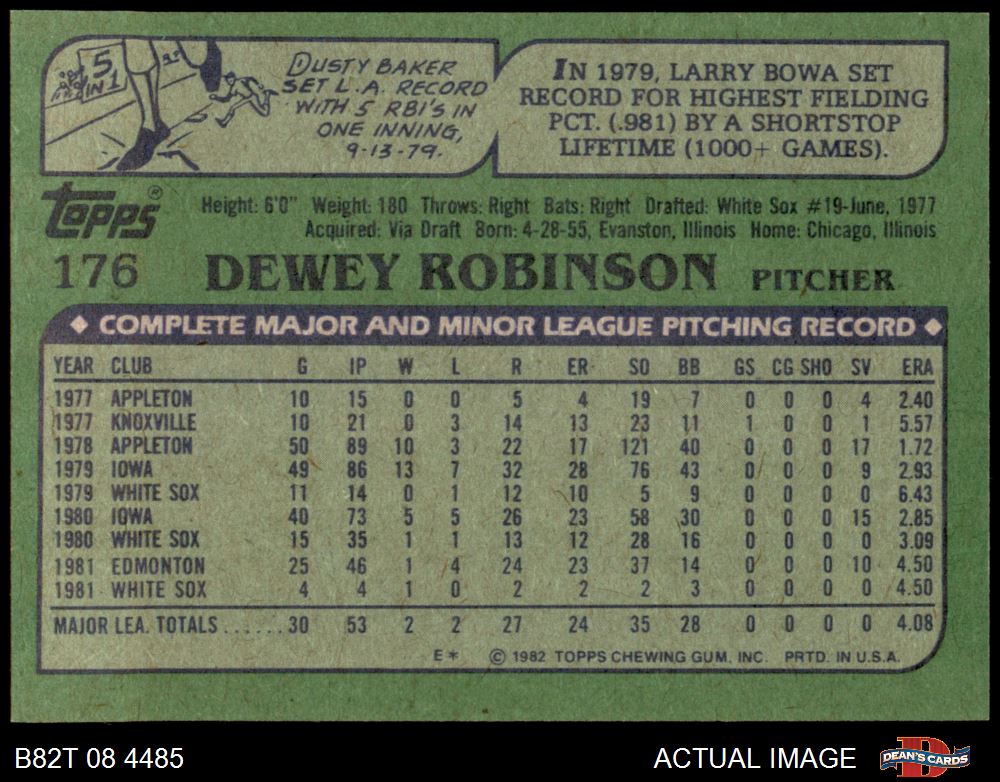 5
IN 1
DUSTY BAKER
SET L.A. RECORD
WITH 5 RBI'S IN
ONE INNING,
9-13-79.
IN 1979, LARRY BOWA SET
RECORD FOR HIGHEST FIELDING
PCT. (.981) BY A SHORTSTOP
LIFETIME (1000+ GAMES).
topps®
Height: 6'0" Weight: 180 Throws: Right Bats: Right Drafted: White Sox #19-June, 1977
Acquired: Via Draft Born: 4-28-55, Evanston, Illinois Home: Chicago, Illinois
176 DEWEY ROBINSON PITCHER
◆ COMPLETE MAJOR AND MINOR LEAGUE PITCHING RECORD ◆
YEAR CLUB G IP W L R ER SO BB GS CG SHO SV ERA
1977 APPLETON 10 15 0 0 5 4 19 7 0 0 0 4 2.40
1977 KNOXVILLE 10 21 0 3 14 13 23 11 1 0 0 1 5.57
1978 APPLETON 50 89 10 3 22 17 121 40 0 0 0 17 1.72
1979 IOWA 49 86 13 7 32 28 76 43 0 0 0 9 2.93
1979 WHITE SOX 11 14 0 1 12 10 5 9 0 0 0 0 6.43
1980 IOWA 40 73 5 5 26 23 58 30 0 0 0 15 2.85
1980 WHITE SOX 15 35 1 1 13 12 28 16 0 0 0 0 3.09
1981 EDMONTON 25 46 1 4 24 23 37 14 0 0 0 10 4.50
1981 WHITE SOX 4 4 1 0 2 2 2 3 0 0 0 0 4.50
MAJOR LEA. TOTALS ......30 53 2 2 27 24 35 28 0 0 0 0 4.08
E* © 1982 TOPPS CHEWING GUM, INC. PRTD. IN U.S.A.
B82T 08 4485 ACTUAL IMAGE DEAN'S CARDS